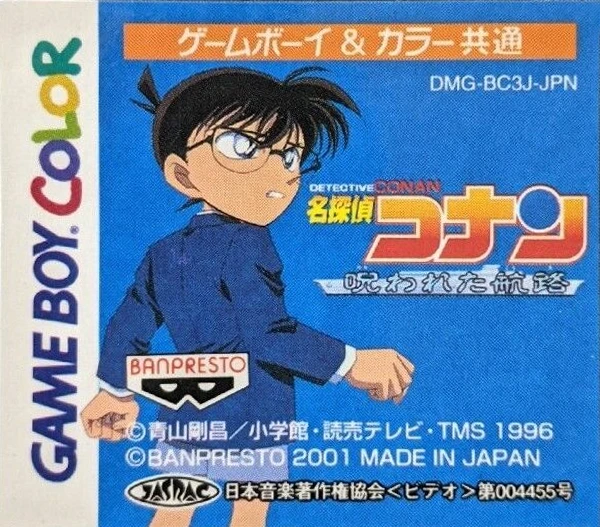 GAME BOY COLOR
ゲームボーイ & カラー 共通
DMG-BC3J-JPN
DETECTIVE CONAN
名探偵
コナン
呪われた航路
BANPRESTO
©青山剛昌／小学館・読売テレビ・TMS 1996
©BANPRESTO 2001 MADE IN JAPAN
JASRAC 日本音楽著作権協会<ビデオ>第004455号